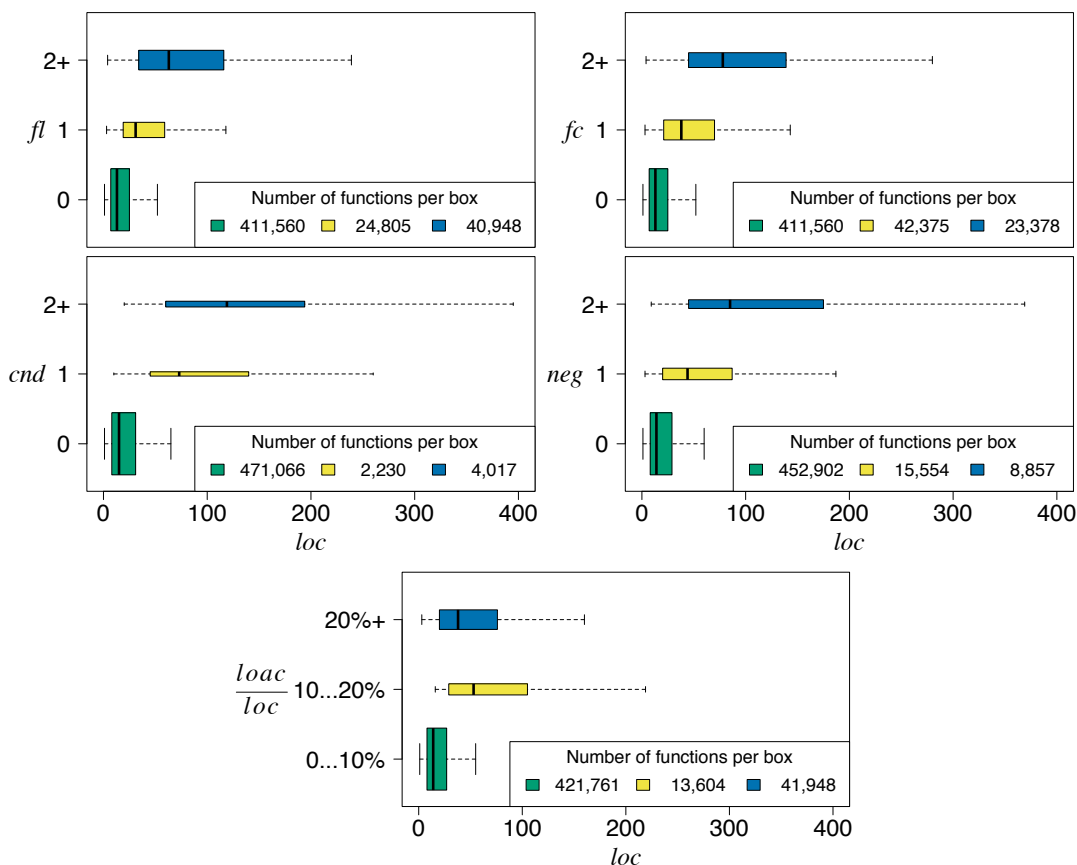 2+
fl 1
0
Number of functions per box
411,560 24,805 40,948
2+
fc 1
0
Number of functions per box
411,560 42,375 23,378
2+
cnd 1
0
Number of functions per box
471,066 2,230 4,017
0 100 200 300 400
loc
2+
neg 1
0
Number of functions per box
452,902 15,554 8,857
0 100 200 300 400
loc
20%+
loac
loc
10...20%
0...10%
Number of functions per box
421,761 13,604 41,948
0 100 200 300 400
loc